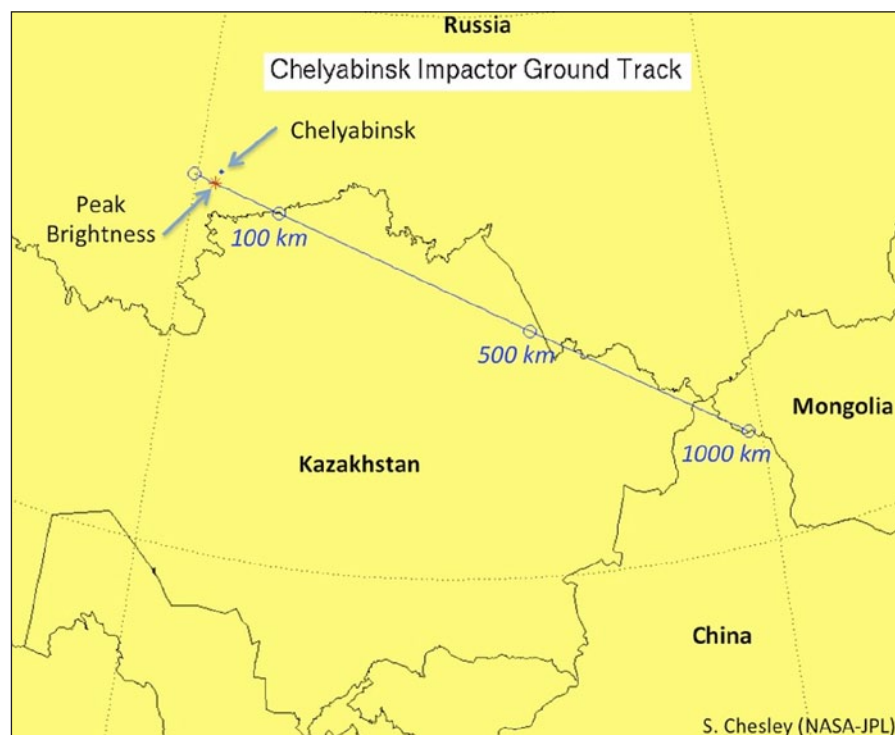 Russia
Chelyabinsk Impactor Ground Track
Chelyabinsk
Peak
Brightness
100 km
500 km
Mongolia
1000 km
Kazakhstan
China
S. Chesley (NASA-JPL)